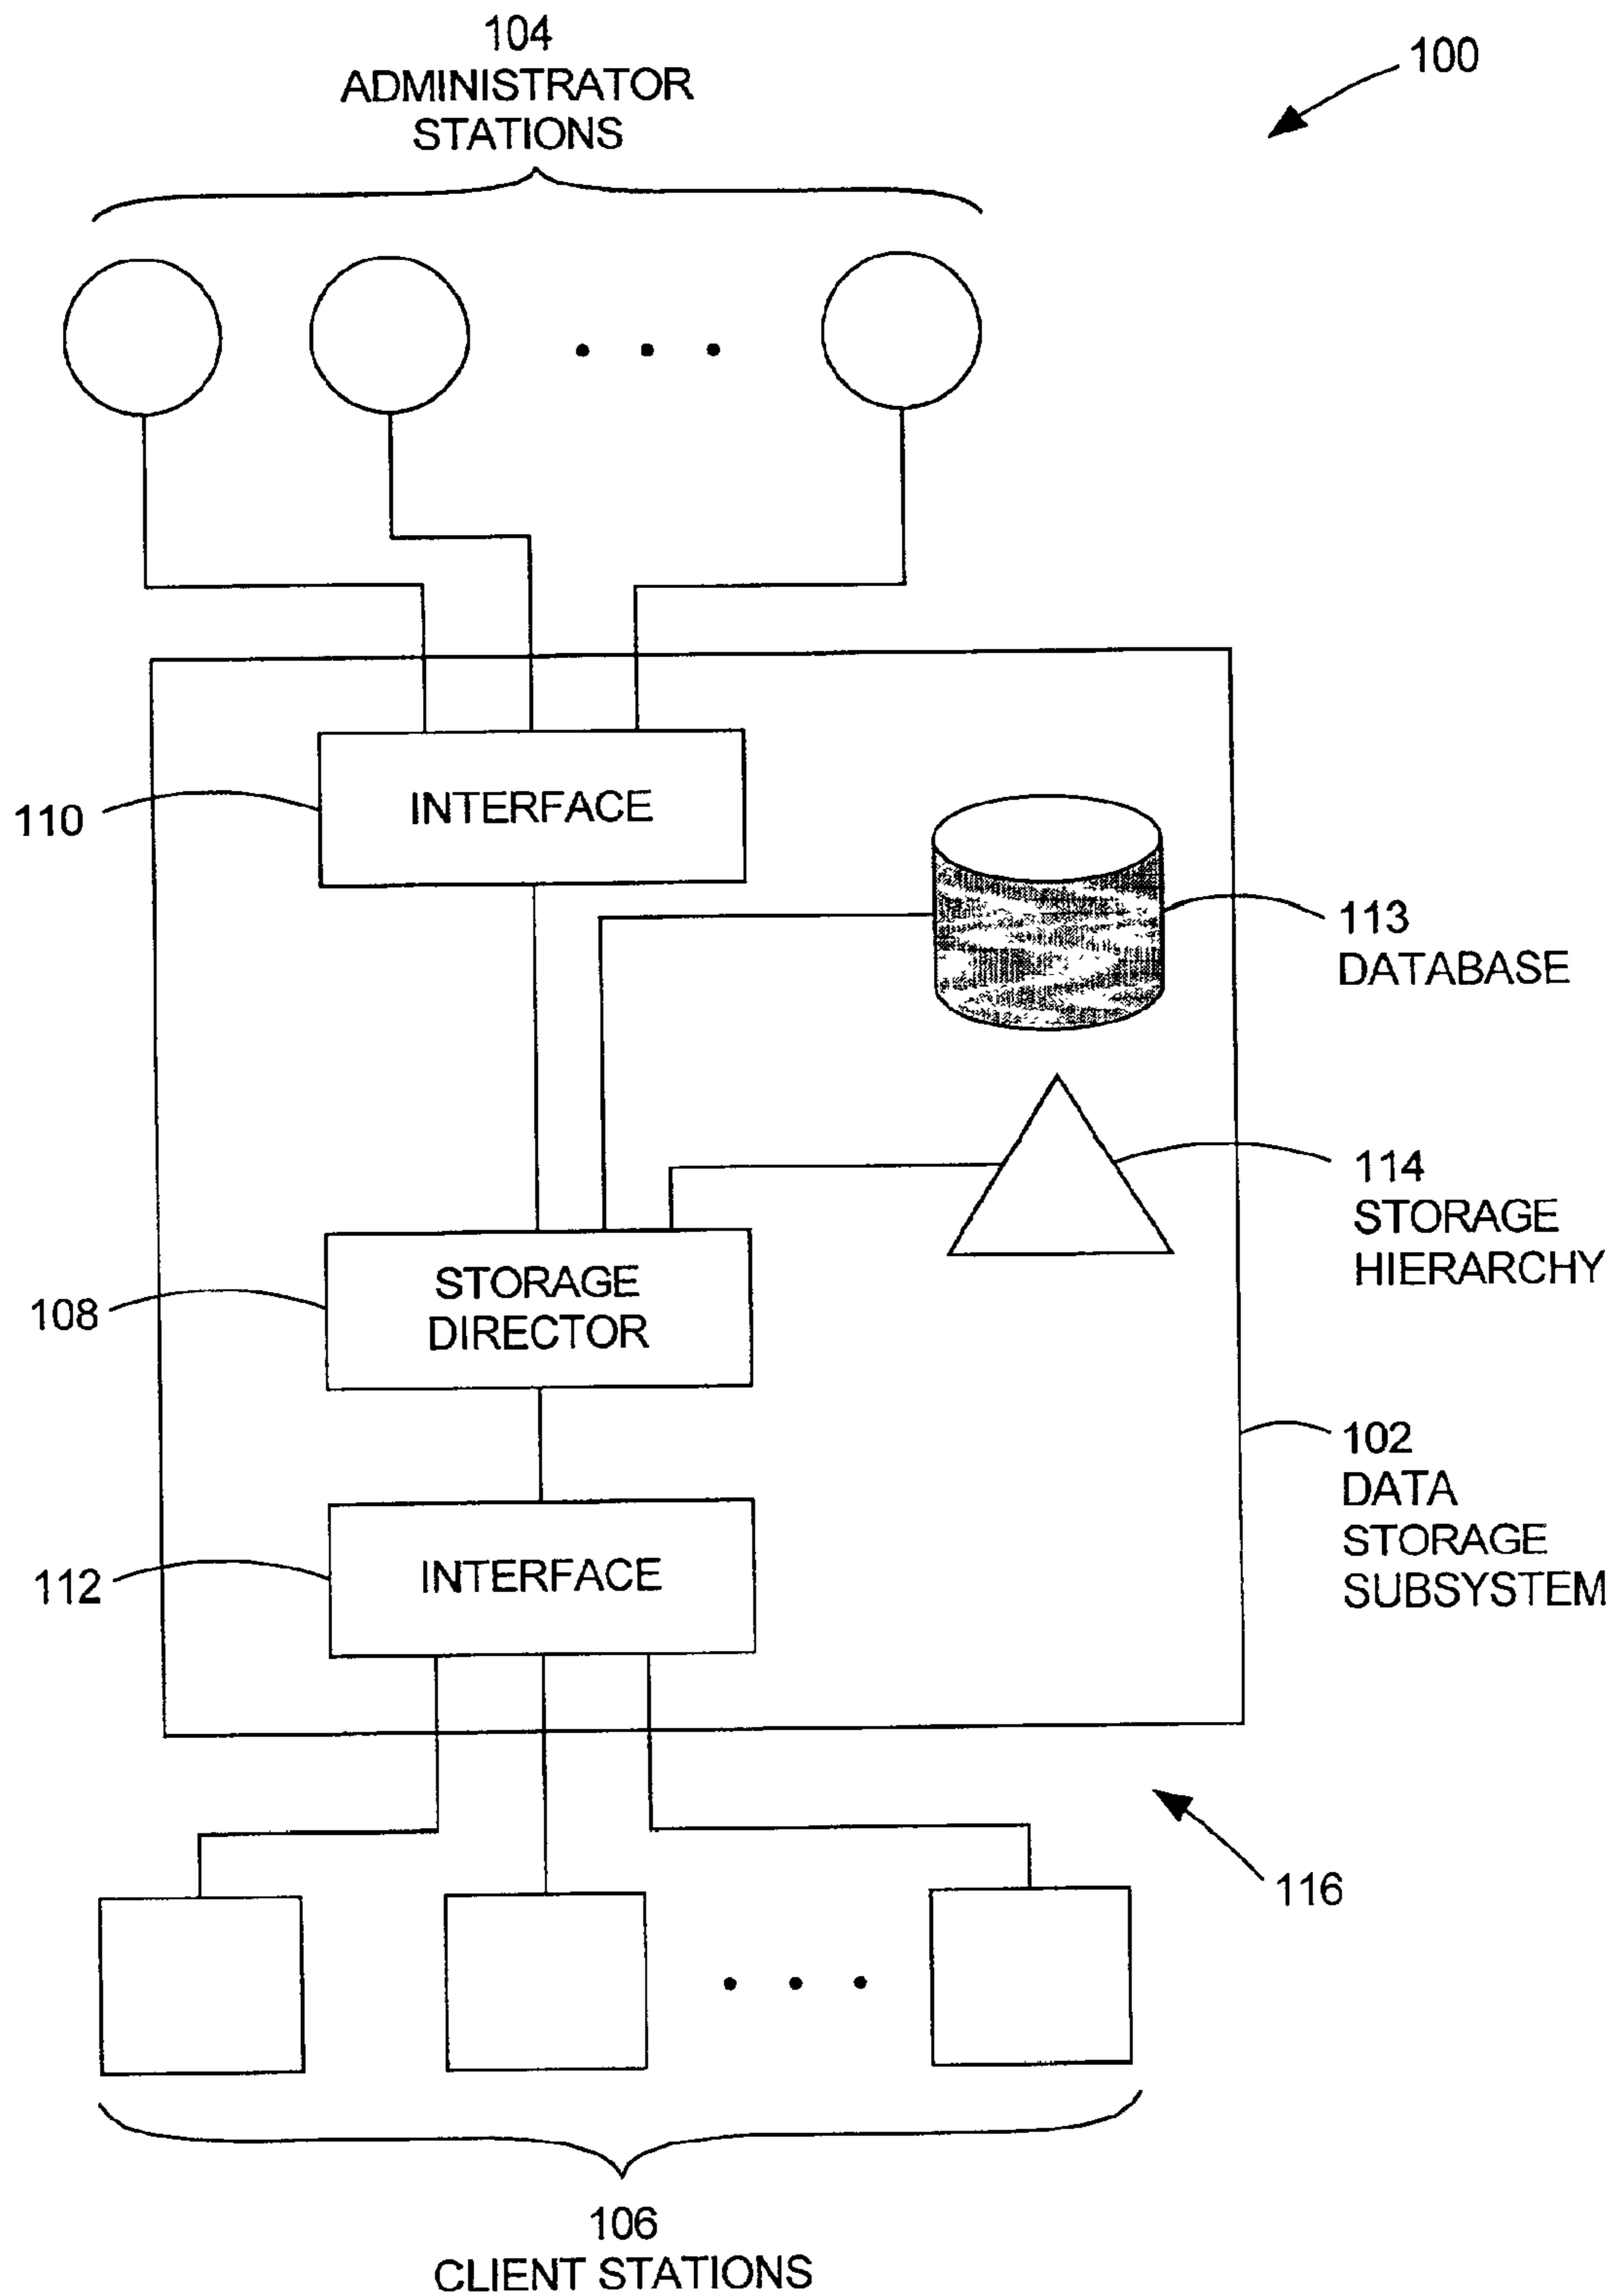 104
ADMINISTRATOR
STATIONS
100
INTERFACE
110
113
DATABASE
114
STORAGE
HIERARCHY
STORAGE
DIRECTOR
108
102
DATA
STORAGE
SUBSYSTEM
INTERFACE
112
116
106
CLIENT STATIONS